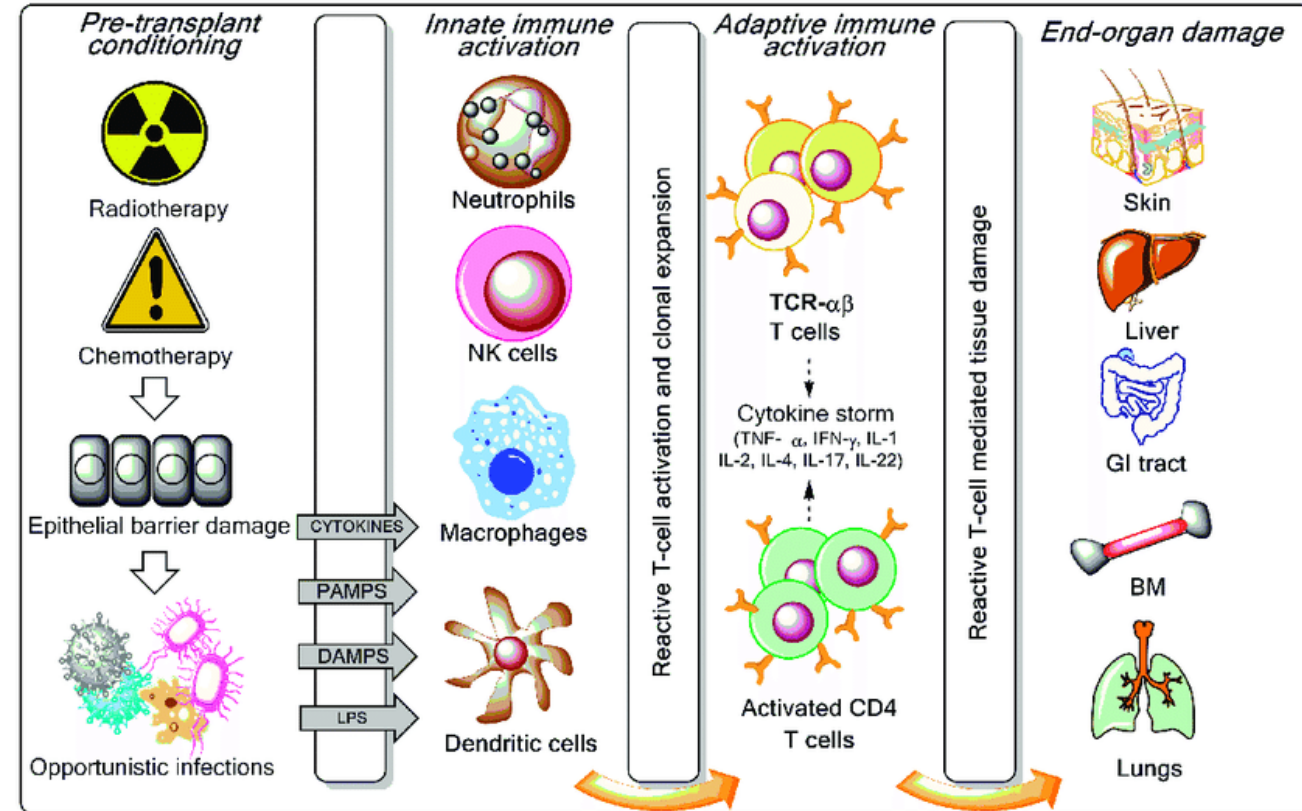 Pre-transplant
conditioning
Radiotherapy
Chemotherapy
Epithelial barrier damage
Opportunistic infections
CYTOKINES
PAMPS
DAMPS
LPS
Innate immune
activation
Neutrophils
NK cells
Macrophages
Dendritic cells
Reactive T-cell activation and clonal expansion
Adaptive immune
activation
TCR-αβ
T cells
Cytokine storm
(TNF- α, IFN-γ, IL-1
IL-2, IL-4, IL-17, IL-22)
Activated CD4
T cells
Reactive T-cell mediated tissue damage
End-organ damage
Skin
Liver
GI tract
BM
Lungs